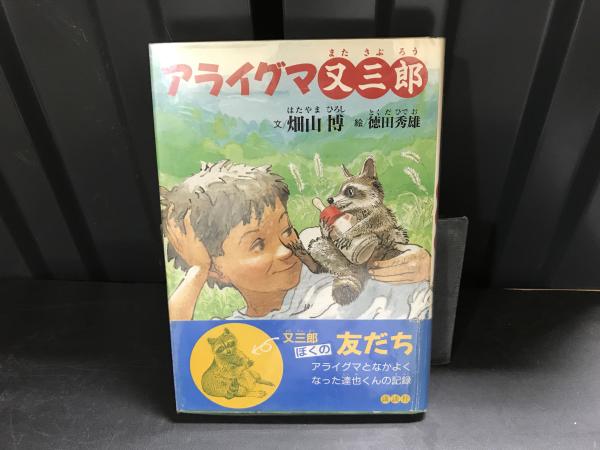 また さぶ ろう
アライグマ又三郎
はたやま ひろし とくだ ひでお
文/畑山 博 絵/徳田秀雄
又三郎
ぼくの 友だち
アライグマとなかよく
なった達也くんの記録
講談社